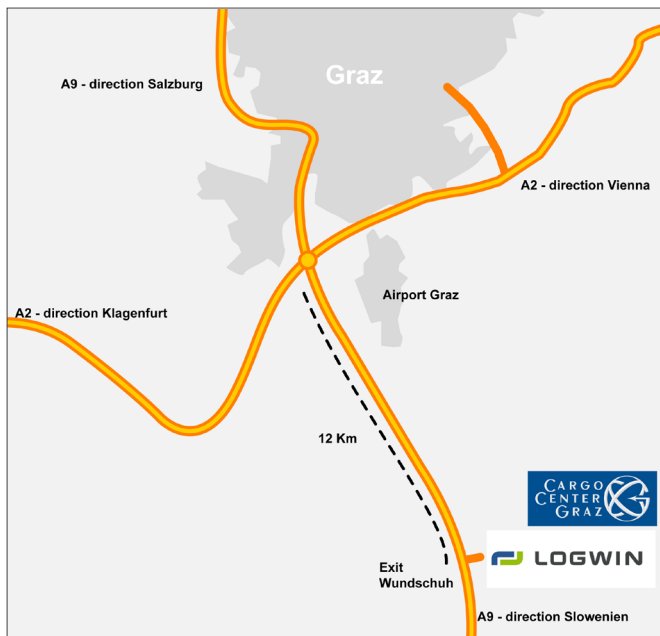 Graz
A9 - direction Salzburg
A2 - direction Vienna
Airport Graz
A2 - direction Klagenfurt
12 Km
CARGO
CENTER
GRAZ
LOGWIN
Exit
Wundschuh
A9 - direction Slowenien